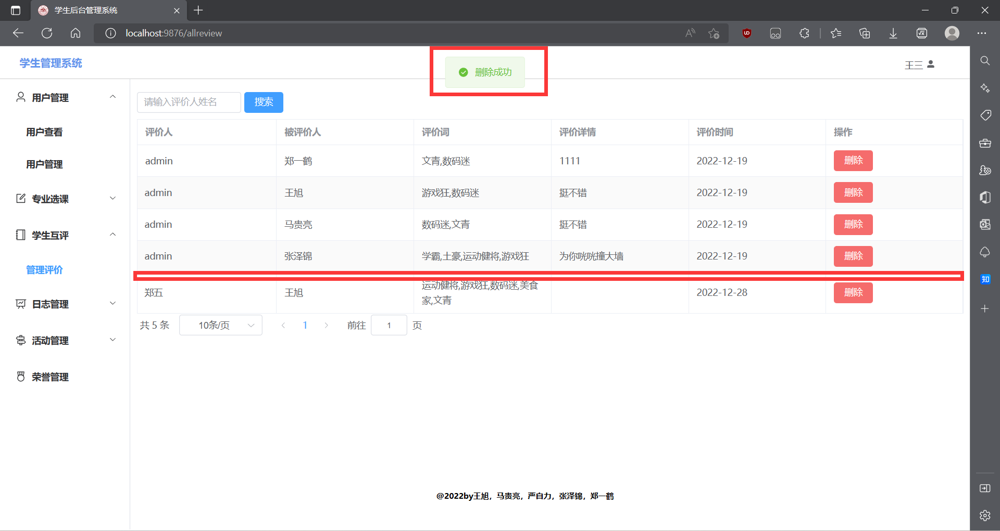 学生后台管理系统
localhost:9876/allreview
学生管理系统
删除成功
王三
用户管理
用户查看
用户管理
专业选课
学生互评
管理评价
日志管理
活动管理
荣誉管理
请输入评价人姓名 搜索
评价人 被评价人 评价词 评价详情 评价时间 操作
admin 郑一鹤 文青,数码迷 1111 2022-12-19 删除
admin 王旭 游戏狂,数码迷 挺不错 2022-12-19 删除
admin 马贵亮 数码迷,文青 挺不错 2022-12-19 删除
admin 张泽锦 学霸,土豪,运动健将,游戏狂 为你咣咣撞大墙 2022-12-19 删除
郑五 王旭 运动健将,游戏狂,数码迷,美食 2022-12-28 删除
家,文青
共 5 条 10条/页 1 前往 1 页
@2022by王旭，马贵亮，严自力，张泽锦，郑一鹤
知